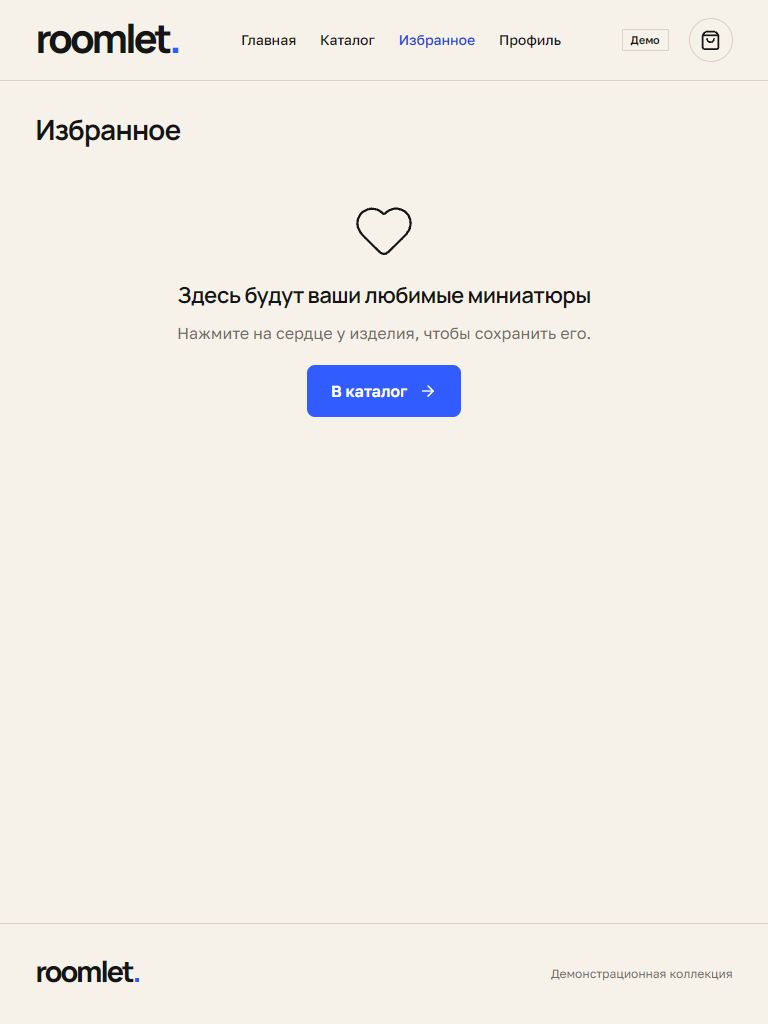 roomlet.
Главная Каталог Избранное Профиль Демо
Избранное
Здесь будут ваши любимые миниатюры
Нажмите на сердце у изделия, чтобы сохранить его.
В каталог
roomlet.
Демонстрационная коллекция